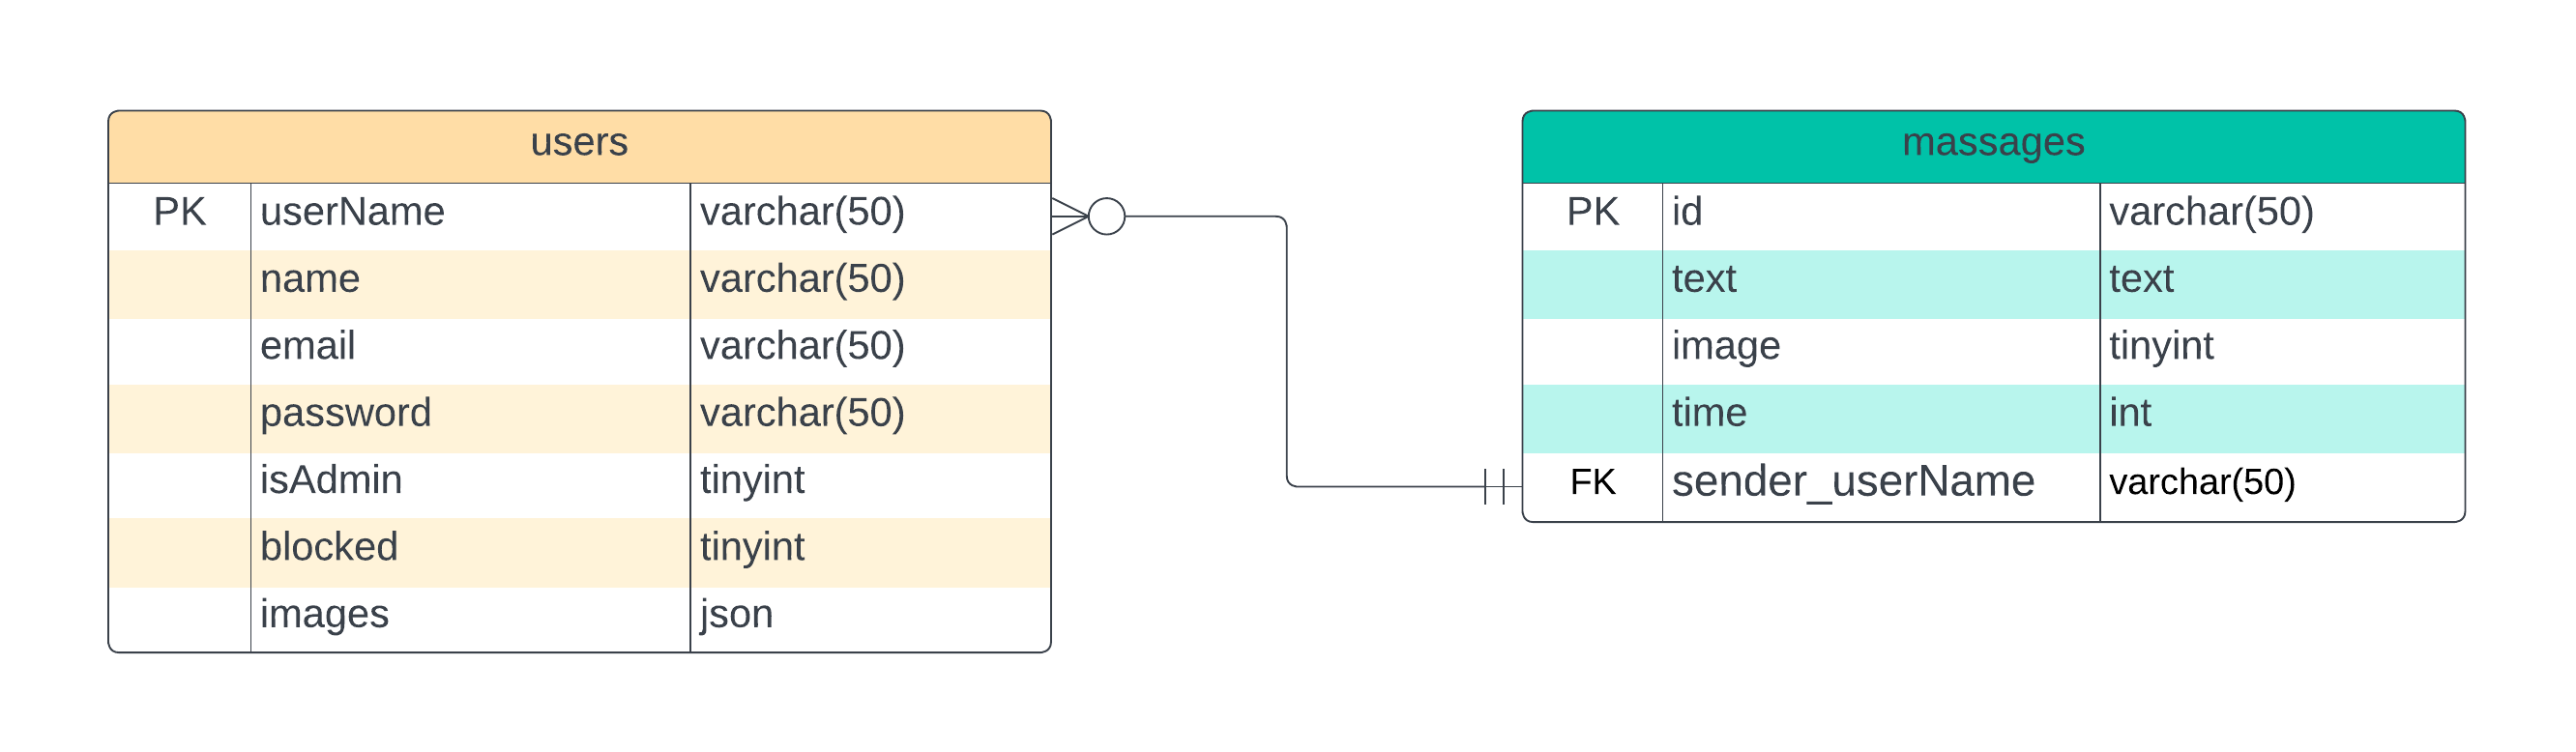 users
PK userName varchar(50)
name varchar(50)
email varchar(50)
password varchar(50)
isAdmin tinyint
blocked tinyint
images json
massages
PK id varchar(50)
text text
image tinyint
time int
FK sender_userName varchar(50)